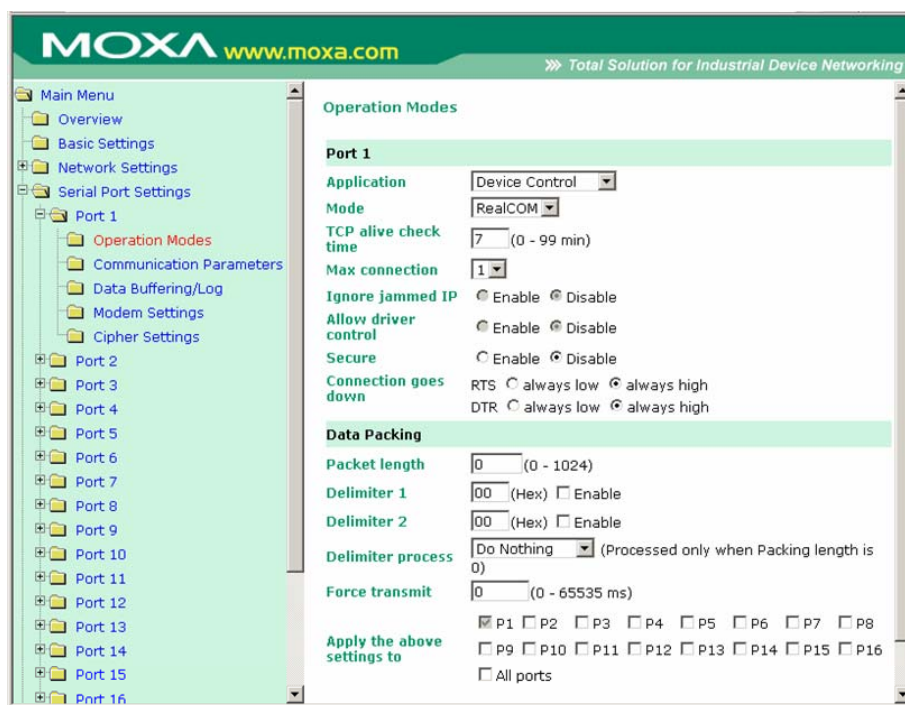 MOXA www.moxa.com
Total Solution for Industrial Device Networking
Main Menu
Overview
Basic Settings
Network Settings
Serial Port Settings
Port 1
Operation Modes
Communication Parameters
Data Buffering/Log
Modem Settings
Cipher Settings
Port 2
Port 3
Port 4
Port 5
Port 6
Port 7
Port 8
Port 9
Port 10
Port 11
Port 12
Port 13
Port 14
Port 15
Port 16
Operation Modes
Port 1
Application Device Control
Mode RealCOM
TCP alive check
time 7 (0 - 99 min)
Max connection 1
Ignore jammed IP Enable Disable
Allow driver
control Enable Disable
Secure Enable Disable
Connection goes
down RTS always low always high
DTR always low always high
Data Packing
Packet length 0 (0 - 1024)
Delimiter 1 00 (Hex) Enable
Delimiter 2 00 (Hex) Enable
Delimiter process Do Nothing (Processed only when Packing length is
0)
Force transmit 0 (0 - 65535 ms)
Apply the above
settings to P1 P2 P3 P4 P5 P6 P7 P8
P9 P10 P11 P12 P13 P14 P15 P16
All ports